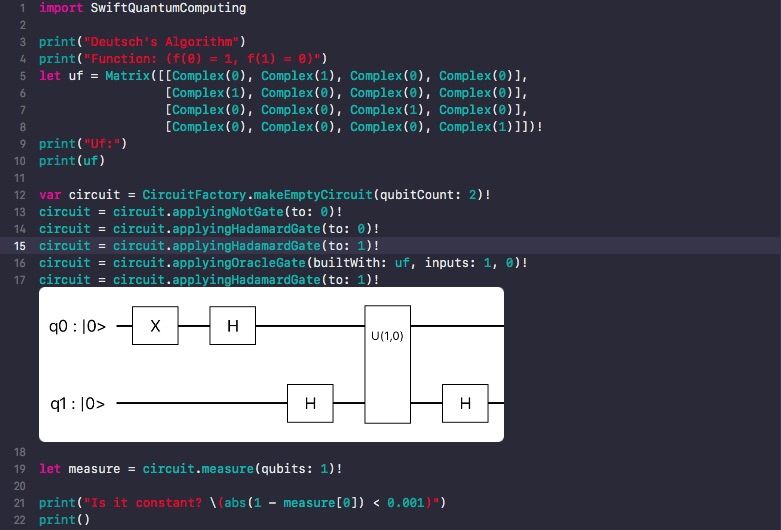 1 import SwiftQuantumComputing
2
3 print("Deutsch's Algorithm")
4 print("Function: (f(0) = 1, f(1) = 0)")
5 let uf = Matrix([[Complex(0), Complex(1), Complex(0), Complex(0)],
6 [Complex(1), Complex(0), Complex(0), Complex(0)],
7 [Complex(0), Complex(0), Complex(1), Complex(0)],
8 [Complex(0), Complex(0), Complex(0), Complex(1)]])!
9 print("Uf:")
10 print(uf)
11
12 var circuit = CircuitFactory.makeEmptyCircuit(qubitCount: 2)!
13 circuit = circuit.applyingNotGate(to: 0)!
14 circuit = circuit.applyingHadamardGate(to: 0)!
15 circuit = circuit.applyingHadamardGate(to: 1)!
16 circuit = circuit.applyingOracleGate(builtWith: uf, inputs: 1, 0)!
17 circuit = circuit.applyingHadamardGate(to: 1)!
q0 : |0> X H
U(1,0)
q1 : |0> H H
18
19 let measure = circuit.measure(qubits: 1)!
20
21 print("Is it constant? \(abs(1 - measure[0]) < 0.001)")
22 print()